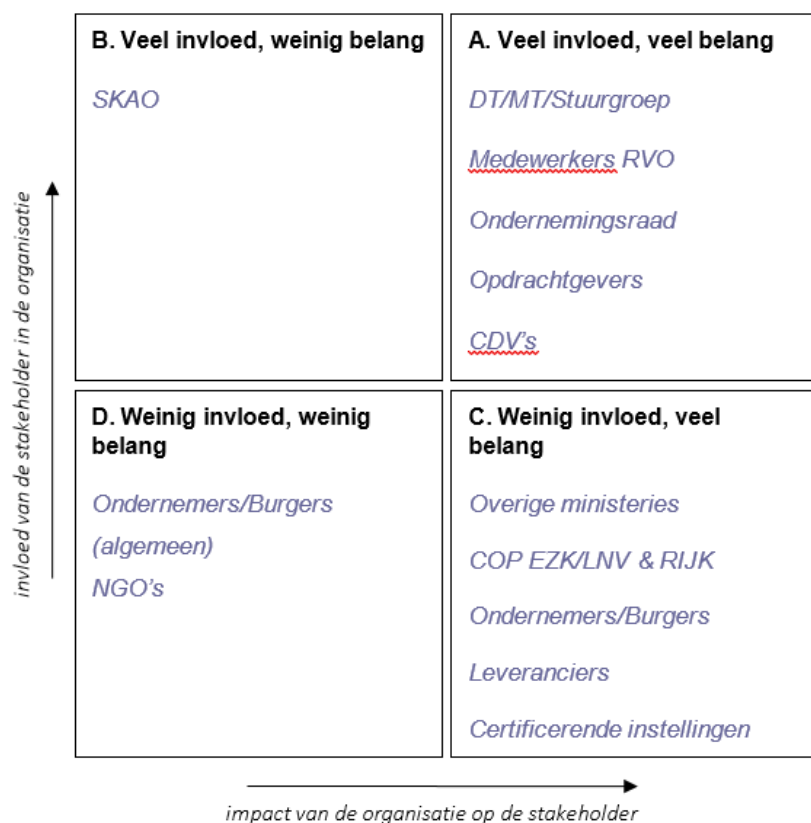 B. Veel invloed, weinig belang
SKAO
A. Veel invloed, veel belang
DT/MT/Stuurgroep
Medewerkers RVO
Ondernemingsraad
Opdrachtgevers
CDV's
D. Weinig invloed, weinig
belang
Ondernemers/Burgers
(algemeen)
NGO's
C. Weinig invloed, veel
belang
Overige ministeries
COP EZK/LNV & RIJK
Ondernemers/Burgers
Leveranciers
Certificerende instellingen
invloed van de stakeholder in de organisatie
impact van de organisatie op de stakeholder